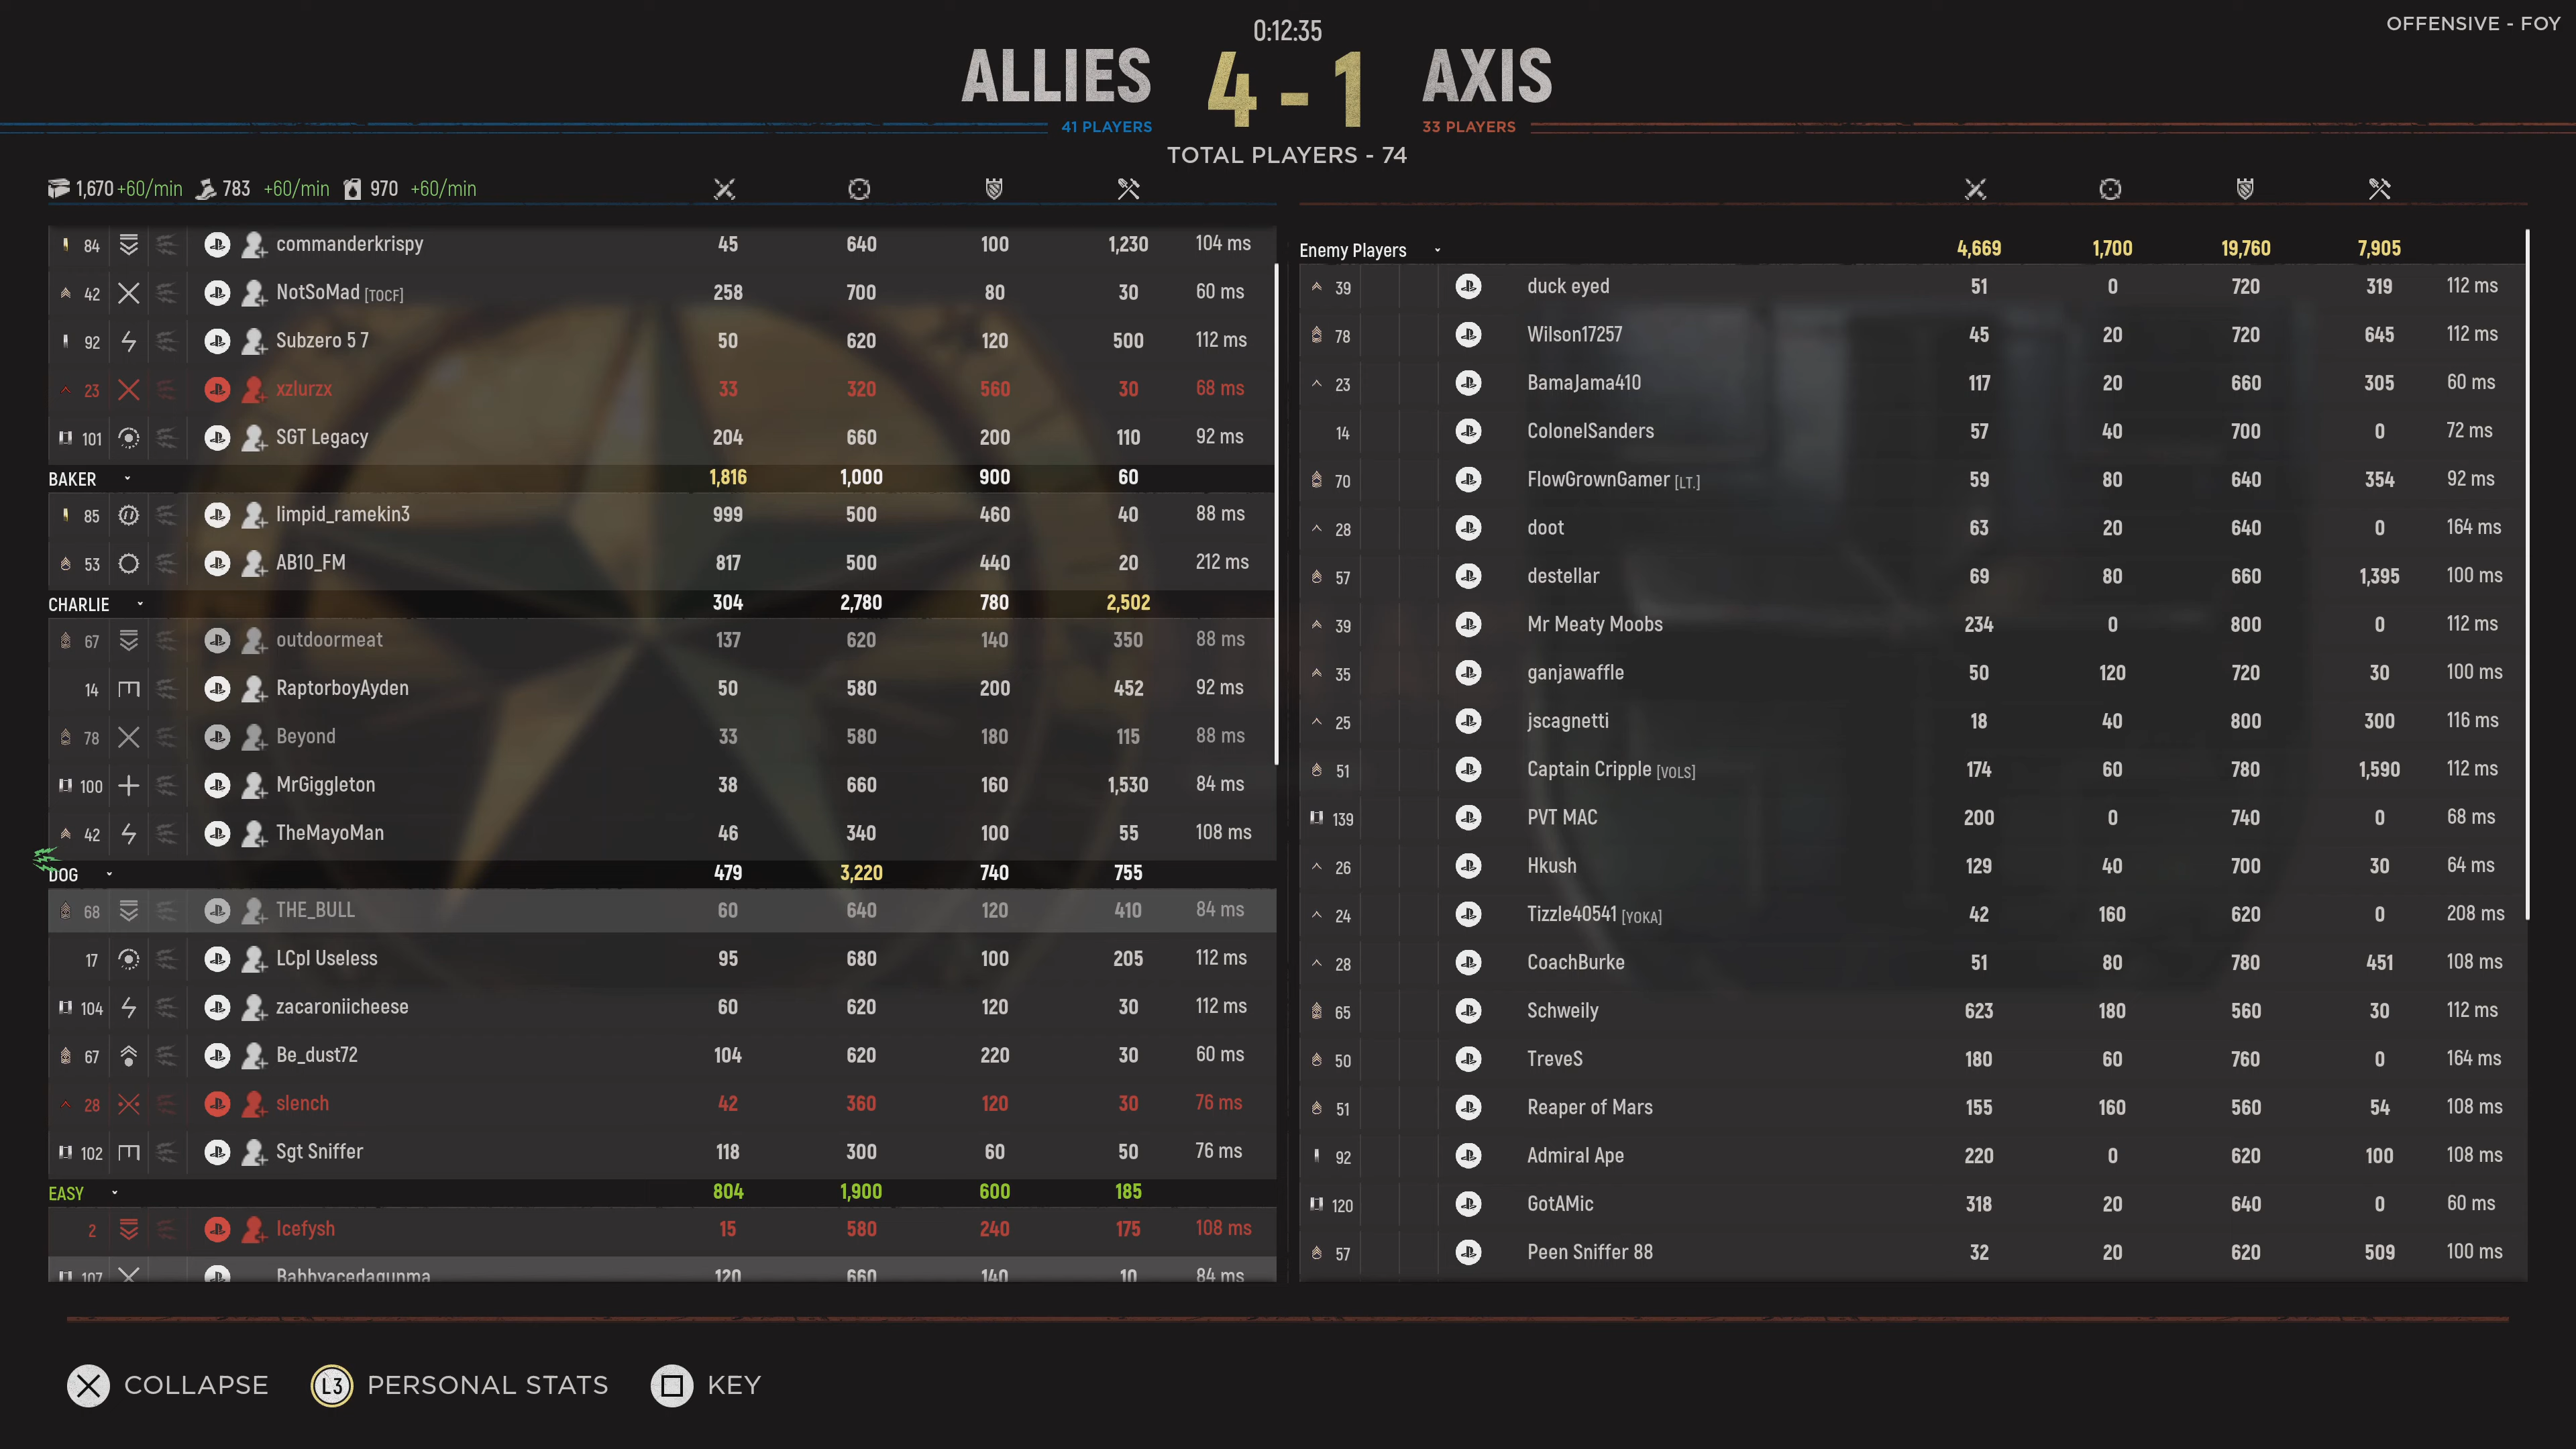 OFFENSIVE - FOY
0:12:35
ALLIES 4 - 1 AXIS
41 PLAYERS 33 PLAYERS
TOTAL PLAYERS - 74
1,670 +60/min 783 +60/min 970 +60/min
84 commanderkrispy 45 640 100 1,230 104 ms
42 NotSoMad [TOCF] 258 700 80 30 60 ms
92 Subzero 5 7 50 620 120 500 112 ms
23 xzlurzx 33 320 560 30 68 ms
101 SGT Legacy 204 660 200 110 92 ms
BAKER 1,816 1,000 900 60
85 limpid_ramekin3 999 500 460 40 88 ms
53 AB10_FM 817 500 440 20 212 ms
CHARLIE 304 2,780 780 2,502
67 outdoormeat 137 620 140 350 88 ms
14 RaptorboyAyden 50 580 200 452 92 ms
78 Beyond 33 580 180 115 88 ms
100 MrGiggleton 38 660 160 1,530 84 ms
42 TheMayoMan 46 340 100 55 108 ms
DOG 479 3,220 740 755
68 THE_BULL 60 640 120 410 84 ms
17 LCpl Useless 95 680 100 205 112 ms
104 zacaroniicheese 60 620 120 30 112 ms
67 Be_dust72 104 620 220 30 60 ms
28 slench 42 360 120 30 76 ms
102 Sgt Sniffer 118 300 60 50 76 ms
EASY 804 1,900 600 185
2 Icefysh 15 580 240 175 108 ms
107 Babbyacedagunma 120 660 140 10 84 ms
Enemy Players 4,669 1,700 19,760 7,905
39 duck eyed 51 0 720 319 112 ms
78 Wilson17257 45 20 720 645 112 ms
23 BamaJama410 117 20 660 305 60 ms
14 ColonelSanders 57 40 700 0 72 ms
70 FlowGrownGamer [LT.] 59 80 640 354 92 ms
28 doot 63 20 640 0 164 ms
57 destellar 69 80 660 1,395 100 ms
39 Mr Meaty Moobs 234 0 800 0 112 ms
35 ganjawaffle 50 120 720 30 100 ms
25 jscagnetti 18 40 800 300 116 ms
51 Captain Cripple [VOLS] 174 60 780 1,590 112 ms
139 PVT MAC 200 0 740 0 68 ms
26 Hkush 129 40 700 30 64 ms
24 Tizzle40541 [YOKA] 42 160 620 0 208 ms
28 CoachBurke 51 80 780 451 108 ms
65 Schweily 623 180 560 30 112 ms
50 TreveS 180 60 760 0 164 ms
51 Reaper of Mars 155 160 560 54 108 ms
92 Admiral Ape 220 0 620 100 108 ms
120 GotAMic 318 20 640 0 60 ms
57 Peen Sniffer 88 32 20 620 509 100 ms
COLLAPSE L3 PERSONAL STATS KEY